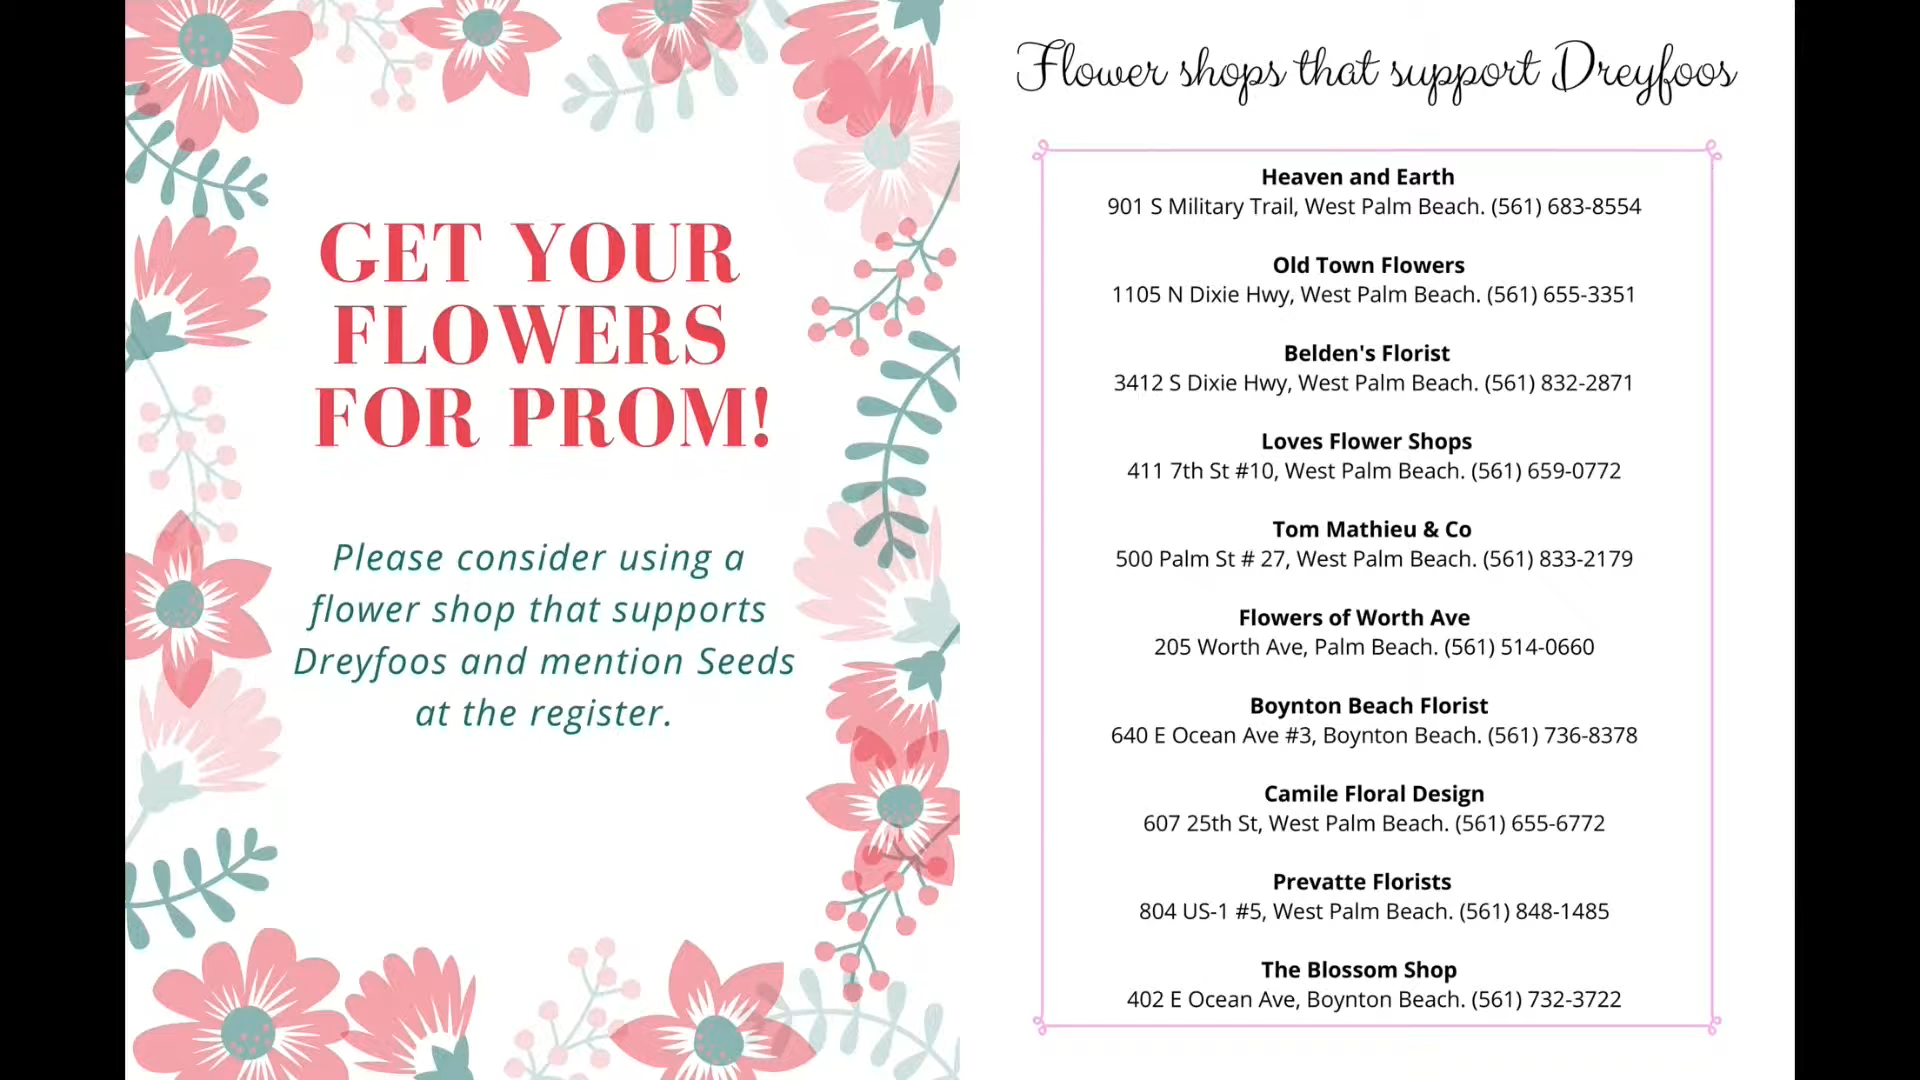 GET YOUR
FLOWERS
FOR PROM!
Please consider using a
flower shop that supports
Dreyfoos and mention Seeds
at the register.
Flower shops that support Dreyfoos
Heaven and Earth
901 S Military Trail, West Palm Beach. (561) 683-8554
Old Town Flowers
1105 N Dixie Hwy, West Palm Beach. (561) 655-3351
Belden's Florist
3412 S Dixie Hwy, West Palm Beach. (561) 832-2871
Loves Flower Shops
411 7th St #10, West Palm Beach. (561) 659-0772
Tom Mathieu & Co
500 Palm St # 27, West Palm Beach. (561) 833-2179
Flowers of Worth Ave
205 Worth Ave, Palm Beach. (561) 514-0660
Boynton Beach Florist
640 E Ocean Ave #3, Boynton Beach. (561) 736-8378
Camile Floral Design
607 25th St, West Palm Beach. (561) 655-6772
Prevatte Florists
804 US-1 #5, West Palm Beach. (561) 848-1485
The Blossom Shop
402 E Ocean Ave, Boynton Beach. (561) 732-3722